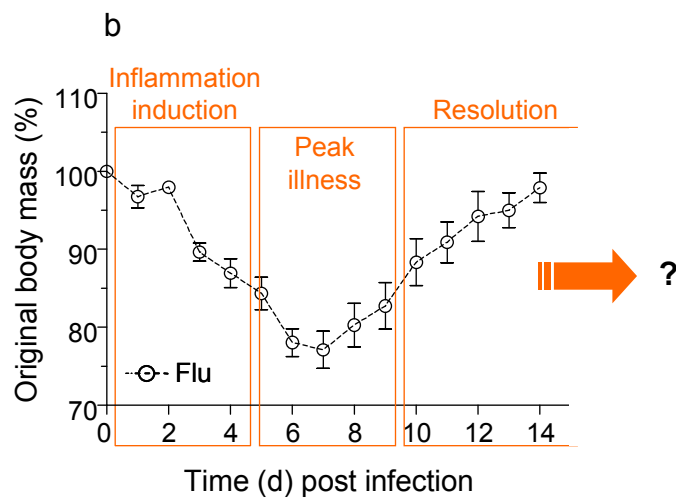 b
Inflammation
induction
Peak
illness
Resolution
Original body mass (%)
110
100
90
80
70
Flu
?
0 2 4 6 8 10 12 14
Time (d) post infection